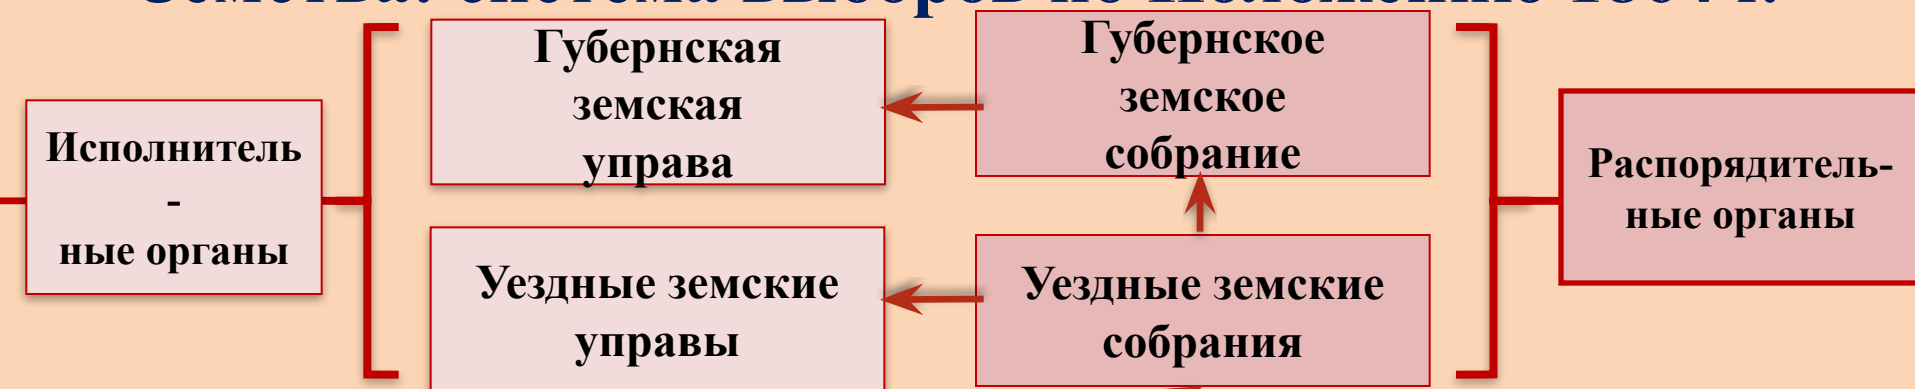 Губернская
земская
управа
Губернское
земское
собрание
Исполнитель
-
ные органы
Распорядитель-
ные органы
Уездные земские
управы
Уездные земские
собрания